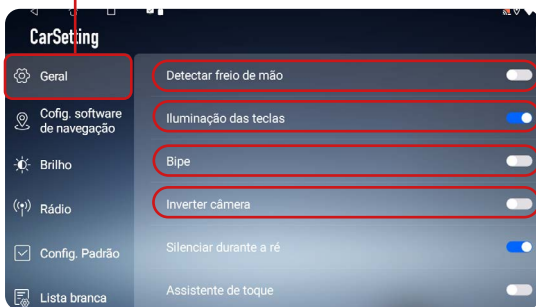 CarSetting
Geral
Detectar freio de mão
Cofig. software
de navegação
Iluminação das teclas
Brilho
Bipe
Rádio
Inverter câmera
Config. Padrão
Silenciar durante a ré
Lista branca
Assistente de toque